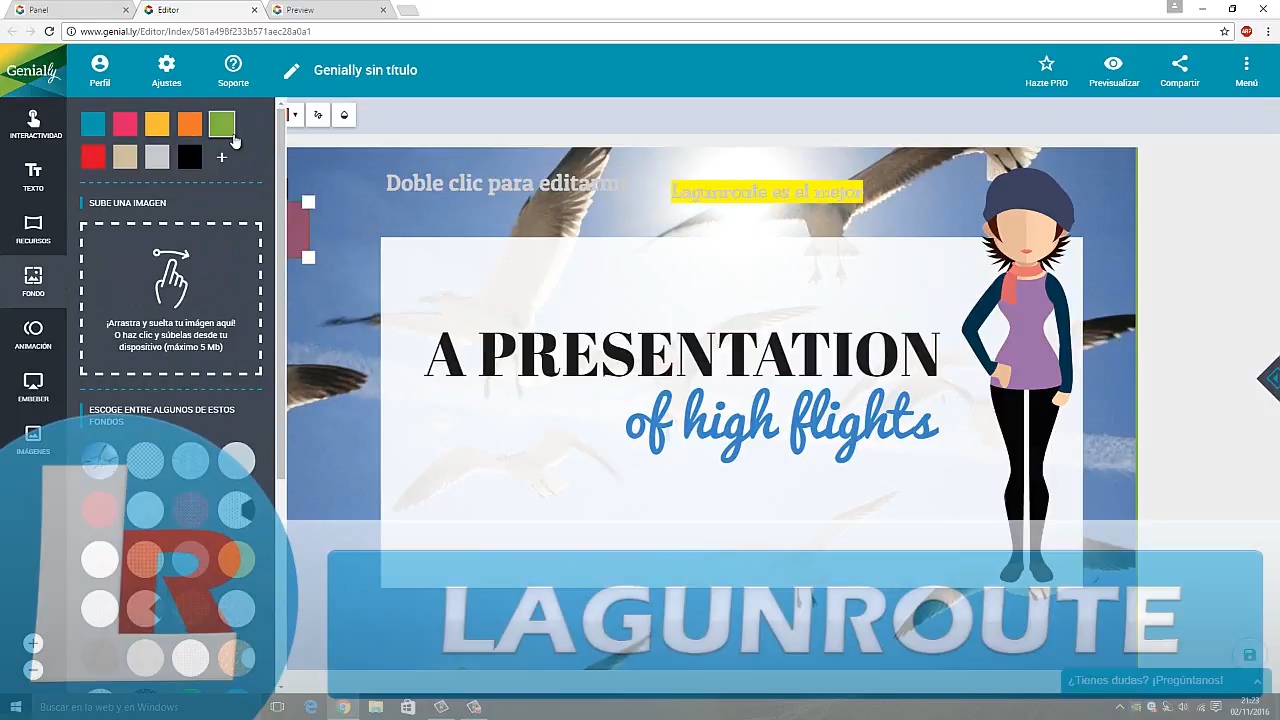 Panel
Editor
Preview
www.genial.ly/Editor/Index/581a498f233b571aec28a0a1
Genially
Perfil
Ajustes
Soporte
Genially sin título
Hazte PRO
Previsualizar
Compartir
Menú
INTERACTIVIDAD
TEXTO
RECURSOS
FONDO
ANIMACIÓN
EMBEBER
IMÁGENES
SUBE UNA IMAGEN
¡Arrastra y suelta tu imágen aquí!
O haz clic y súbelas desde tu
dispositivo (máximo 5 Mb)
ESCOGE ENTRE ALGUNOS DE ESTOS
FONDOS
Doble clic para editarme
Lagunroute es el mejor
A PRESENTATION
of high flights
LR
LAGUNROUTE
¿Tienes dudas? ¡Pregúntanos!
Buscar en la web y en Windows
21:23
02/11/2016